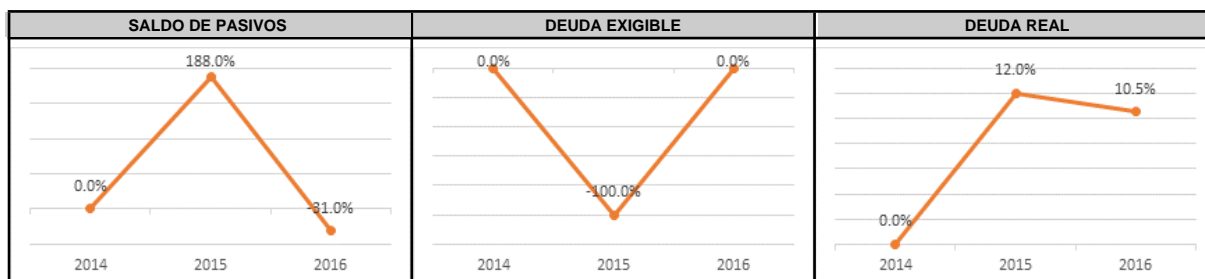 SALDO DE PASIVOS
188.0%
0.0%
-31.0%
2014 2015 2016
DEUDA EXIGIBLE
0.0% 0.0%
-100.0%
2014 2015 2016
DEUDA REAL
12.0%
10.5%
0.0%
2014 2015 2016